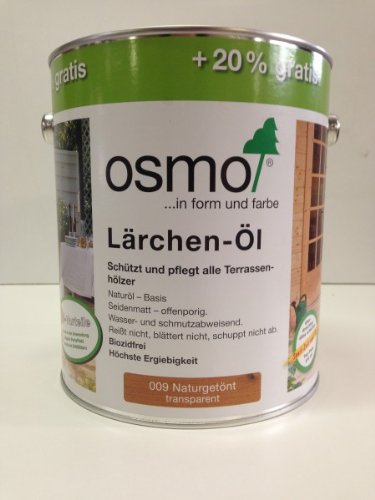 gratis
+ 20% gratis
osmo®
...in form und farbe
Lärchen-Öl
Schützt und pflegt alle Terrassen-
hölzer
Naturöl – Basis
Seidenmatt – offenporig.
Wasser- und schmutzabweisend.
Reißt nicht, blättert nicht, schuppt nicht ab.
Biozidfrei
Höchste Ergiebigkeit
009 Naturgetönt
transparent